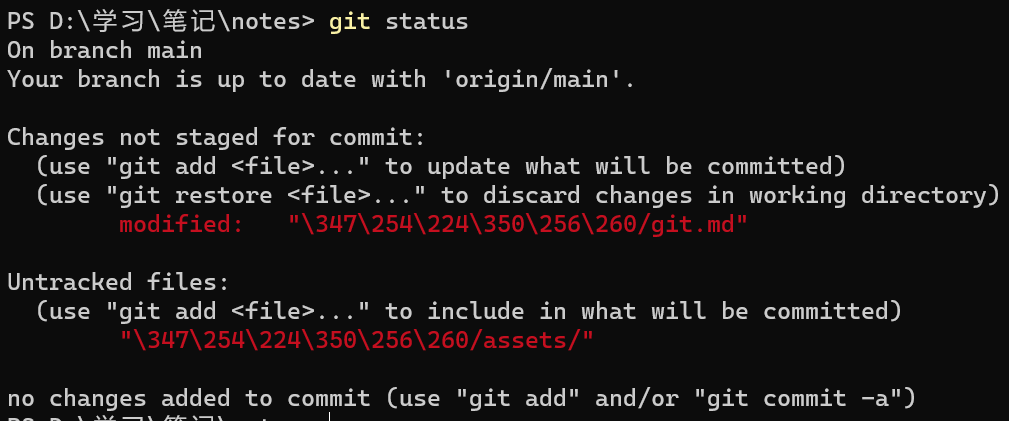 PS D:\学习\笔记\notes> git status
On branch main
Your branch is up to date with 'origin/main'.
Changes not staged for commit:
(use "git add <file>..." to update what will be committed)
(use "git restore <file>..." to discard changes in working directory)
modified: "\347\254\224\350\256\260/git.md"
Untracked files:
(use "git add <file>..." to include in what will be committed)
"\347\254\224\350\256\260/assets/"
no changes added to commit (use "git add" and/or "git commit -a")